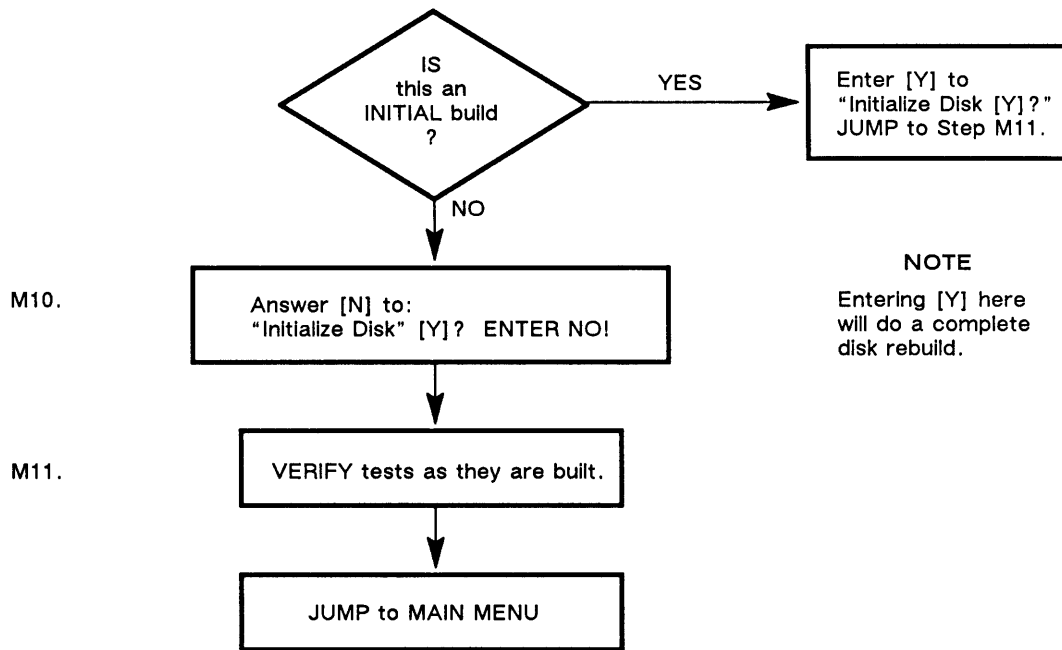 IS
this an
INITIAL build
?
YES
Enter [Y] to
"Initialize Disk [Y]?"
JUMP to Step M11.
NO
NOTE
Entering [Y] here
will do a complete
disk rebuild.
M10.
Answer [N] to:
"Initialize Disk" [Y]? ENTER NO!
M11.
VERIFY tests as they are built.
JUMP to MAIN MENU